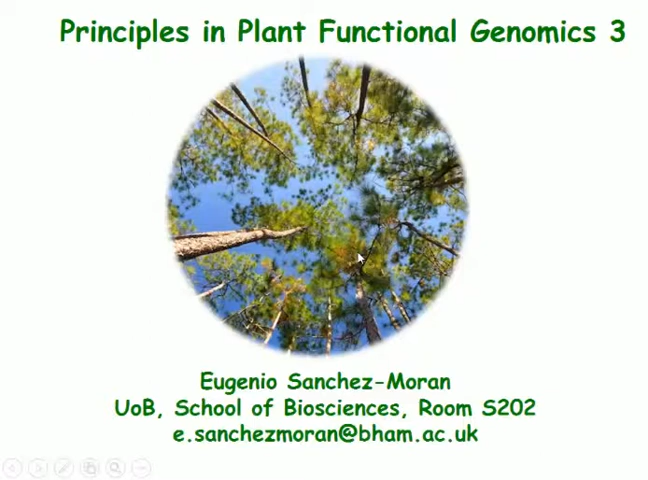 Principles in Plant Functional Genomics 3
Eugenio Sanchez-Moran
UoB, School of Biosciences, Room S202
e.sanchezmoran@bham.ac.uk